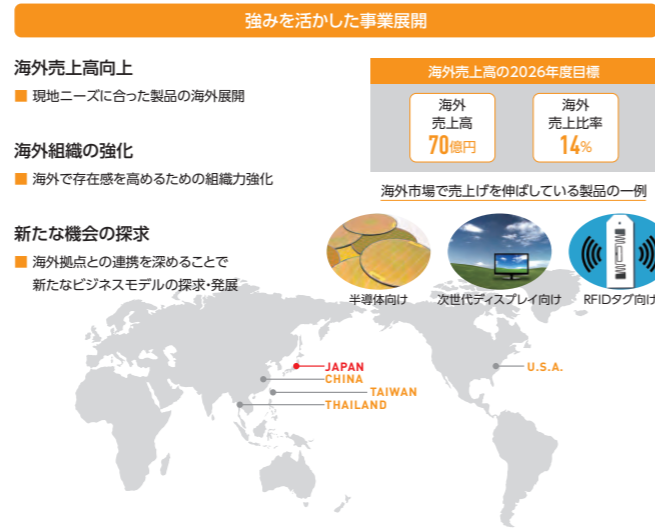 強みを活かした事業展開
海外売上高向上
■ 現地ニーズに合った製品の海外展開
海外組織の強化
■ 海外で存在感を高めるための組織力強化
新たな機会の探求
■ 海外拠点との連携を深めることで
新たなビジネスモデルの探求・発展
海外売上高の2026年度目標
海外
売上高
70億円
海外
売上比率
14%
海外市場で売上げを伸ばしている製品の一例
半導体向け
次世代ディスプレイ向け
RFIDタグ向け
JAPAN
CHINA
TAIWAN
THAILAND
U.S.A.